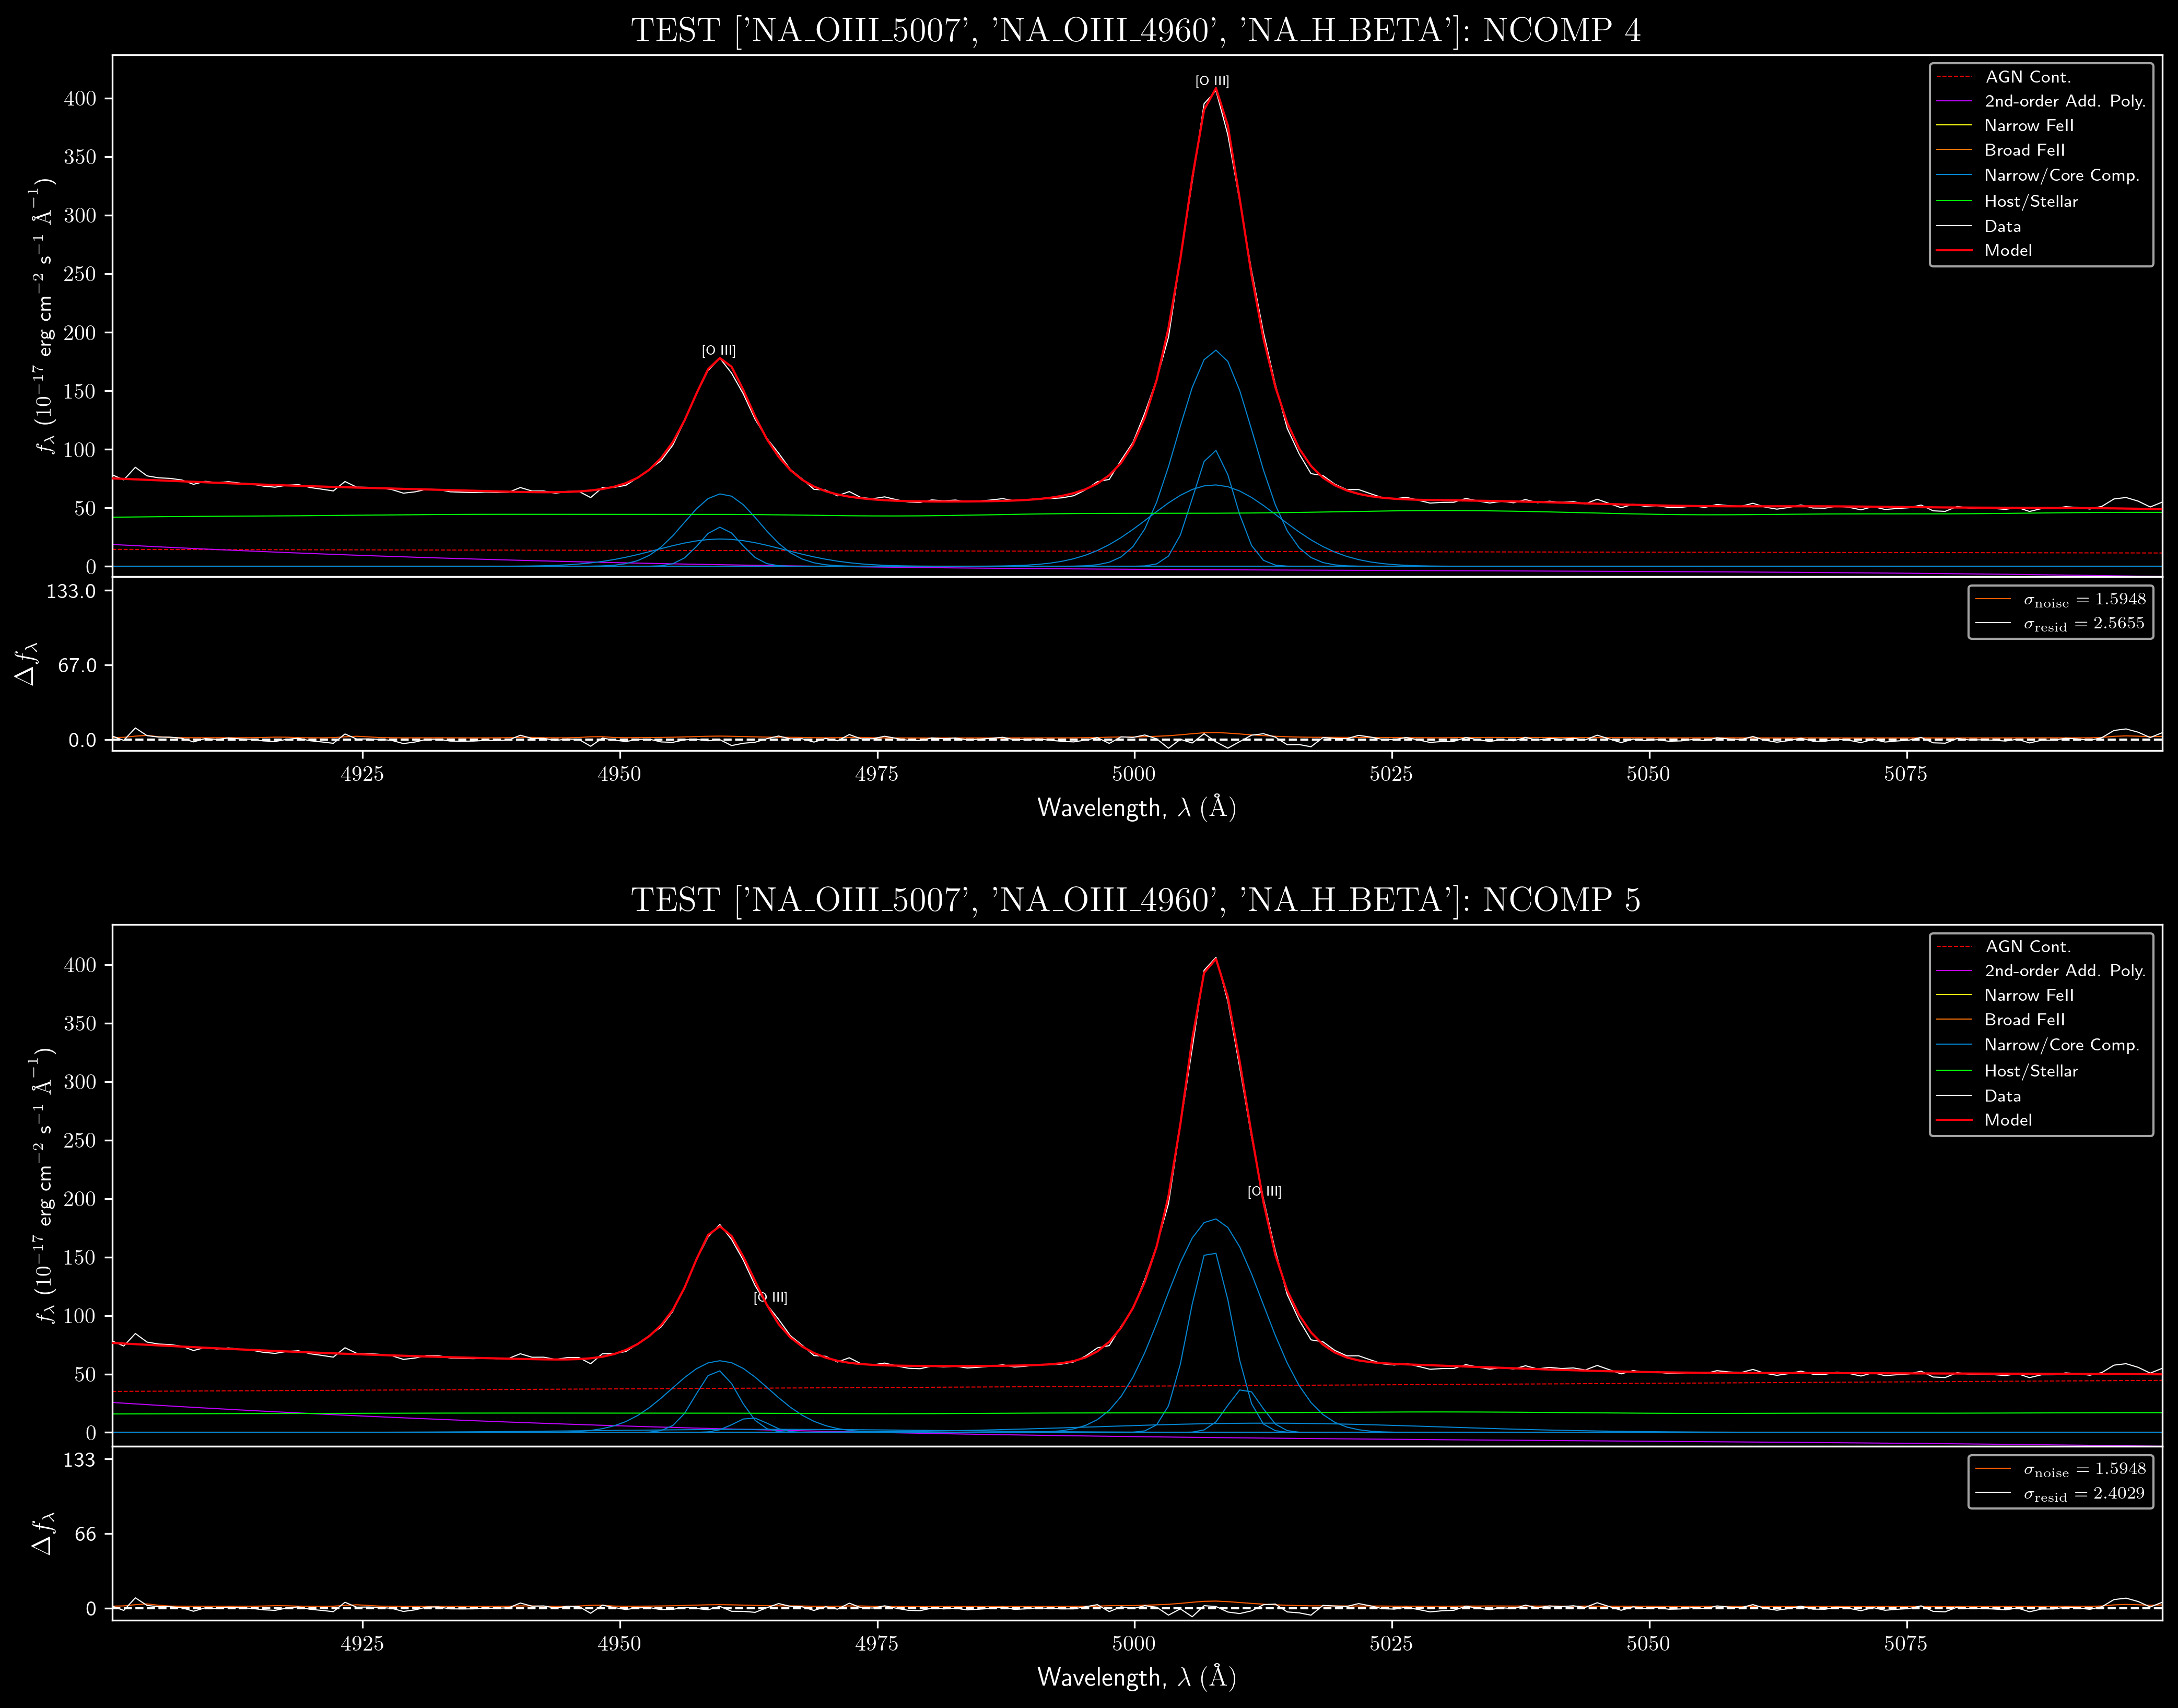 TEST ['NA_OIII_5007', 'NA_OIII_4960', 'NA_H_BETA']: NCOMP 4
[O III]
[O III]
AGN Cont.
2nd-order Add. Poly.
Narrow FeII
Broad FeII
Narrow/Core Comp.
Host/Stellar
Data
Model
400
350
300
250
200
150
100
50
0
f_λ (10^−17 erg cm^−2 s^−1 Å^−1)
133.0
67.0
0.0
Δf_λ
σ_noise = 1.5948
σ_resid = 2.5655
4925 4950 4975 5000 5025 5050 5075
Wavelength, λ (Å)
TEST ['NA_OIII_5007', 'NA_OIII_4960', 'NA_H_BETA']: NCOMP 5
[O III]
[O III]
AGN Cont.
2nd-order Add. Poly.
Narrow FeII
Broad FeII
Narrow/Core Comp.
Host/Stellar
Data
Model
400
350
300
250
200
150
100
50
0
f_λ (10^−17 erg cm^−2 s^−1 Å^−1)
133
66
0
Δf_λ
σ_noise = 1.5948
σ_resid = 2.4029
4925 4950 4975 5000 5025 5050 5075
Wavelength, λ (Å)